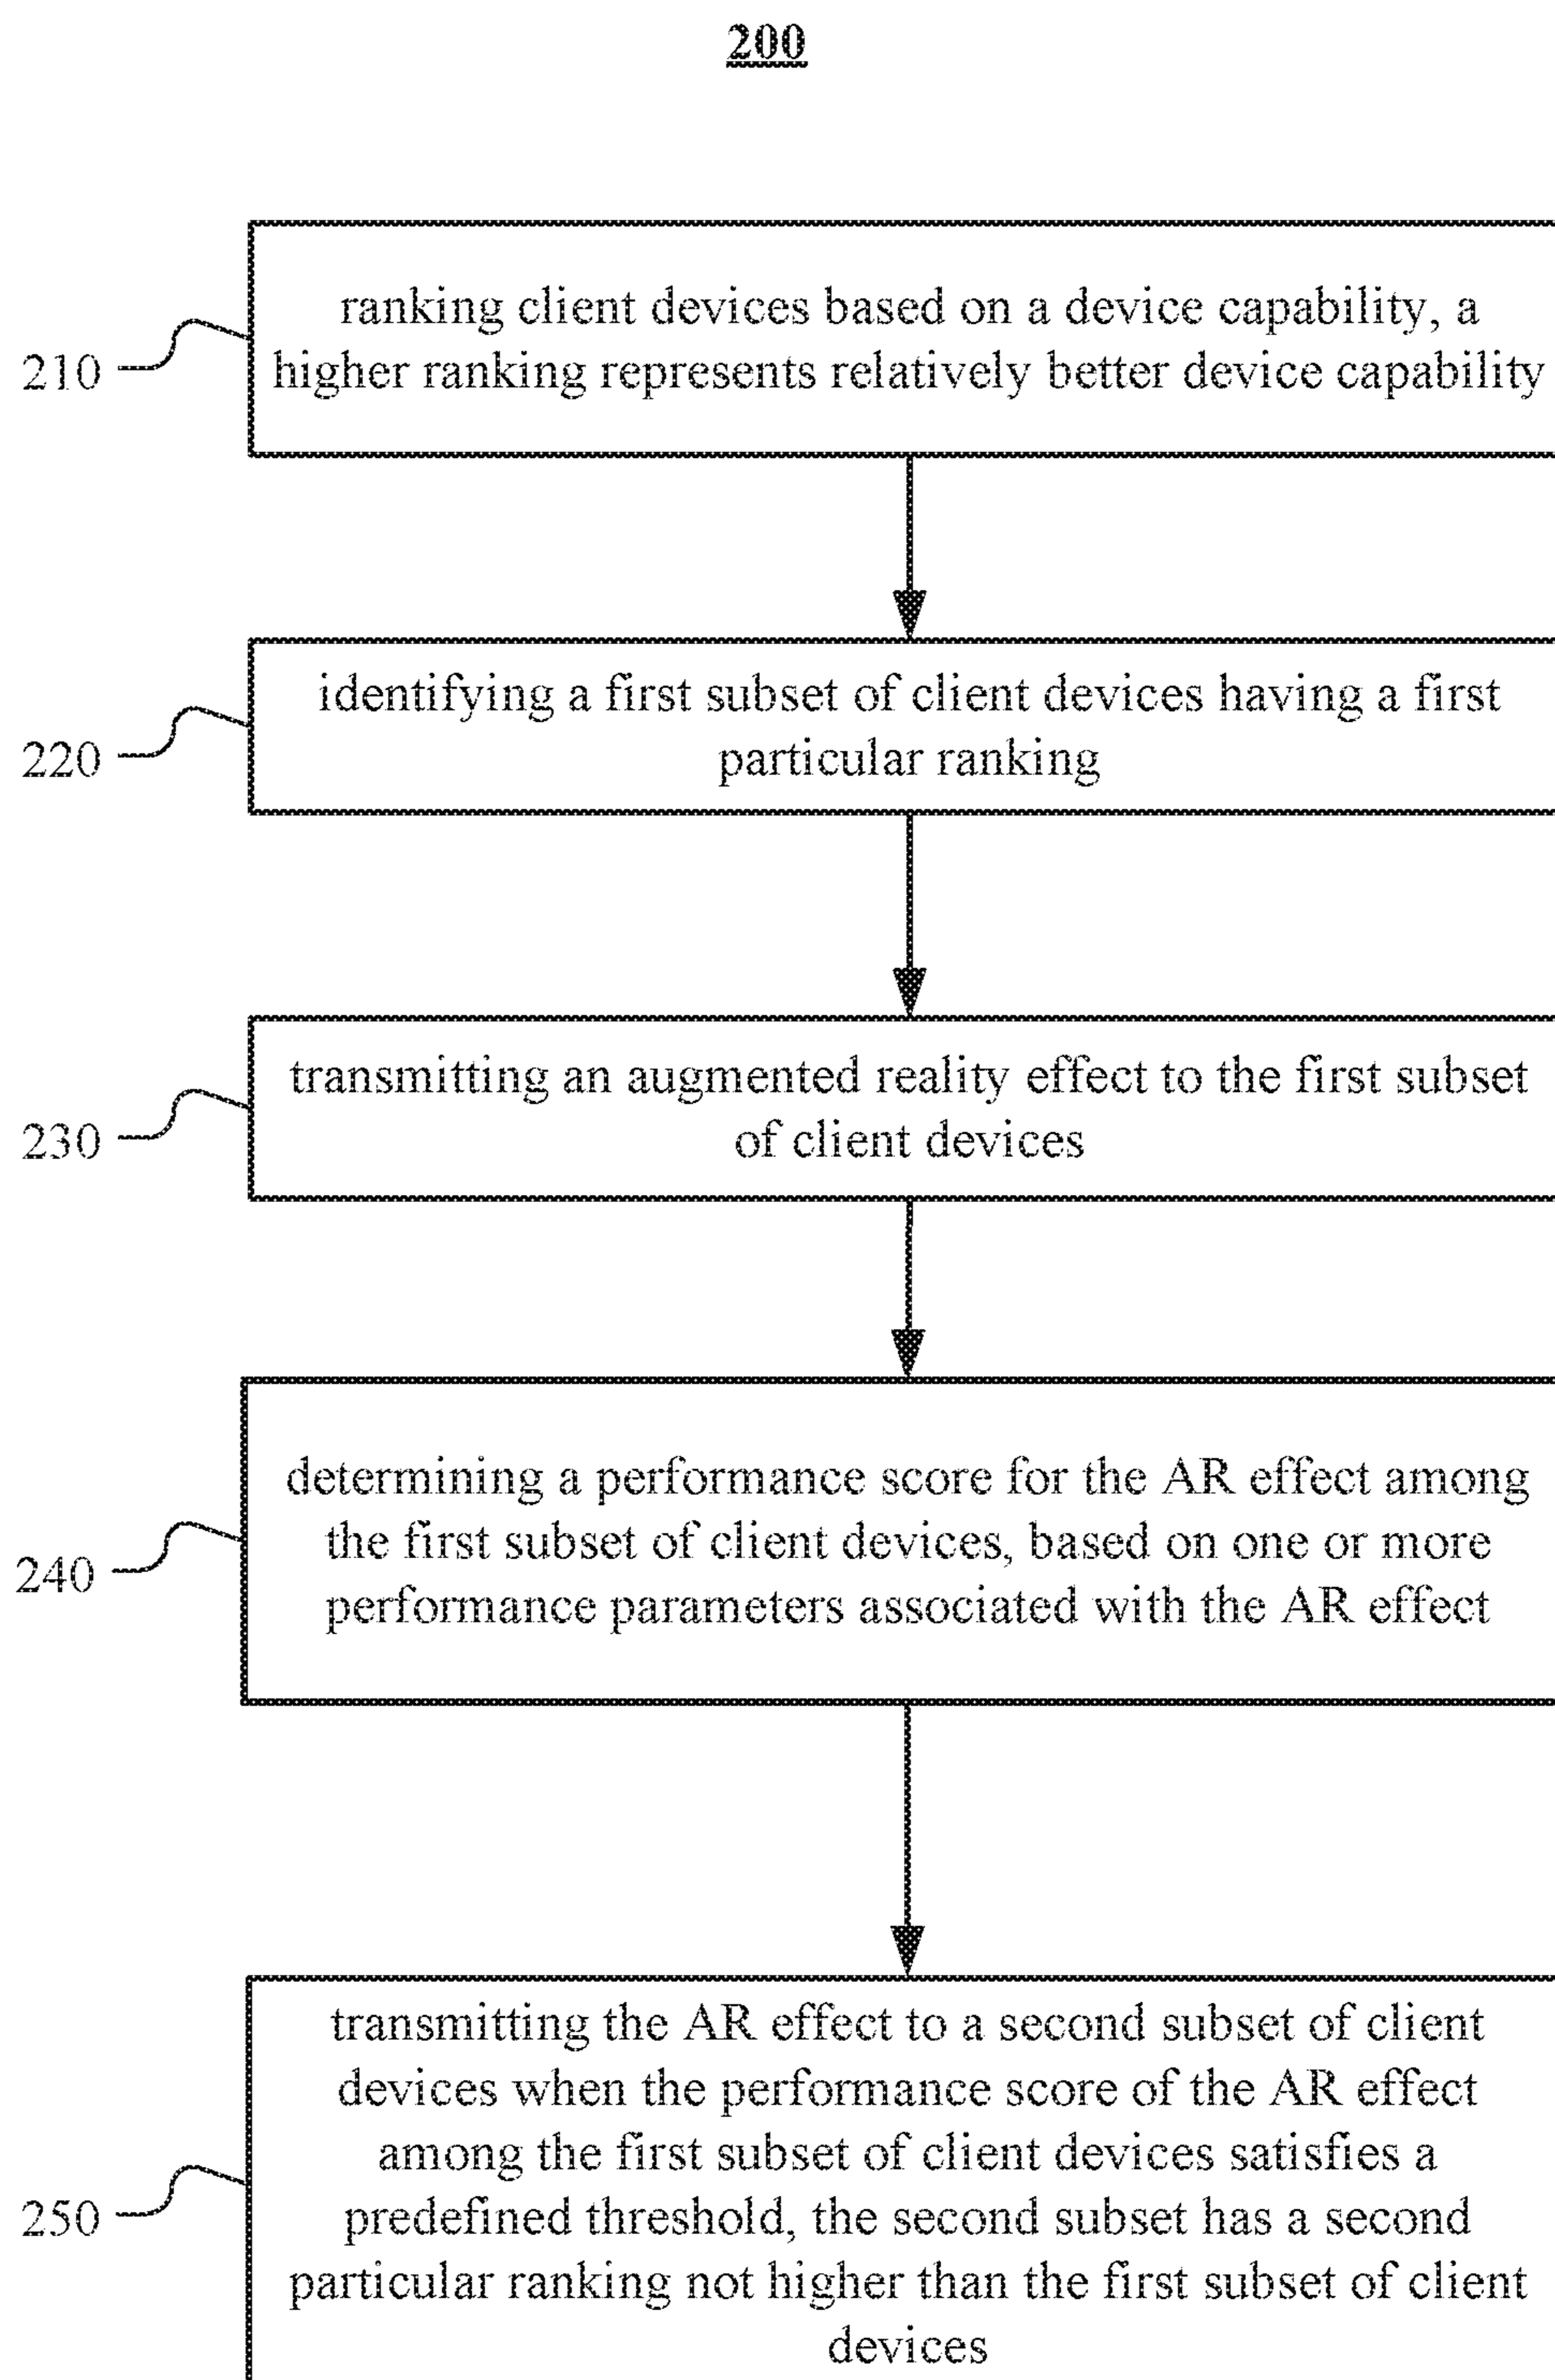 200
ranking client devices based on a device capability, a
higher ranking represents relatively better device capability
210
identifying a first subset of client devices having a first
particular ranking
220
transmitting an augmented reality effect to the first subset
of client devices
230
determining a performance score for the AR effect among
the first subset of client devices, based on one or more
performance parameters associated with the AR effect
240
transmitting the AR effect to a second subset of client
devices when the performance score of the AR effect
among the first subset of client devices satisfies a
predefined threshold, the second subset has a second
particular ranking not higher than the first subset of client
devices
250